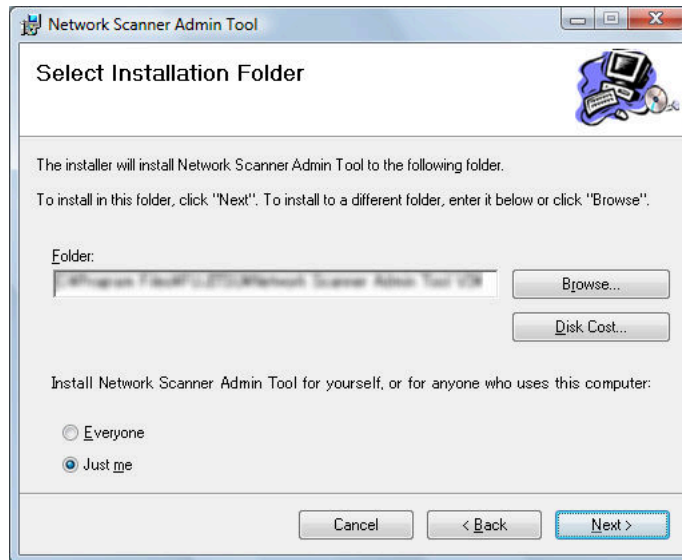 Network Scanner Admin Tool
Select Installation Folder
The installer will install Network Scanner Admin Tool to the following folder.
To install in this folder, click "Next". To install to a different folder, enter it below or click "Browse".
Folder:
Browse...
Disk Cost...
Install Network Scanner Admin Tool for yourself, or for anyone who uses this computer:
Everyone
Just me
Cancel
< Back
Next >